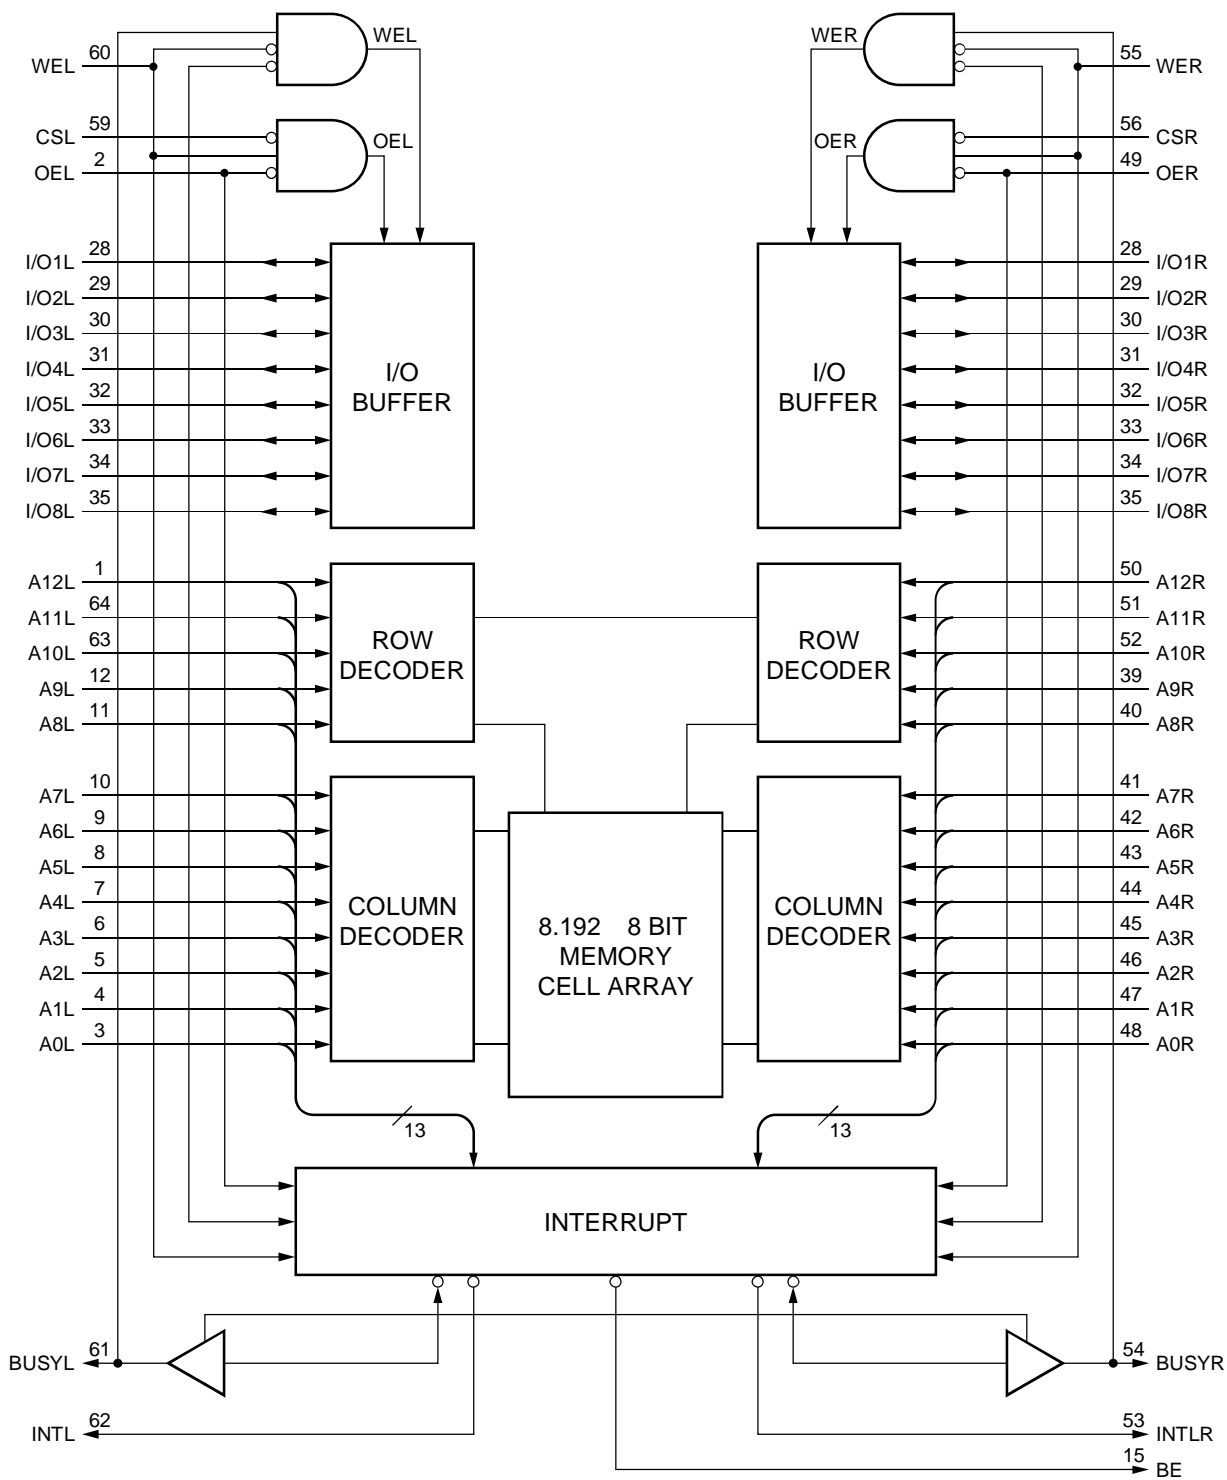 WEL 60 WEL WER 55 WER
CSL 59 OEL OER 56 CSR
OEL 2 49 OER
I/O1L 28 28 I/O1R
I/O2L 29 29 I/O2R
I/O3L 30 30 I/O3R
I/O4L 31 31 I/O4R
I/O5L 32 32 I/O5R
I/O6L 33 33 I/O6R
I/O7L 34 34 I/O7R
I/O8L 35 35 I/O8R
I/O
BUFFER
I/O
BUFFER
A12L 1 50 A12R
A11L 64 51 A11R
A10L 63 52 A10R
A9L 12 39 A9R
A8L 11 40 A8R
ROW
DECODER
ROW
DECODER
A7L 10 41 A7R
A6L 9 42 A6R
A5L 8 43 A5R
A4L 7 44 A4R
A3L 6 45 A3R
A2L 5 46 A2R
A1L 4 47 A1R
A0L 3 48 A0R
COLUMN
DECODER
8.192 8 BIT
MEMORY
CELL ARRAY
COLUMN
DECODER
13 13
INTERRUPT
BUSYL 61 54 BUSYR
INTL 62 53 INTLR
15 BE